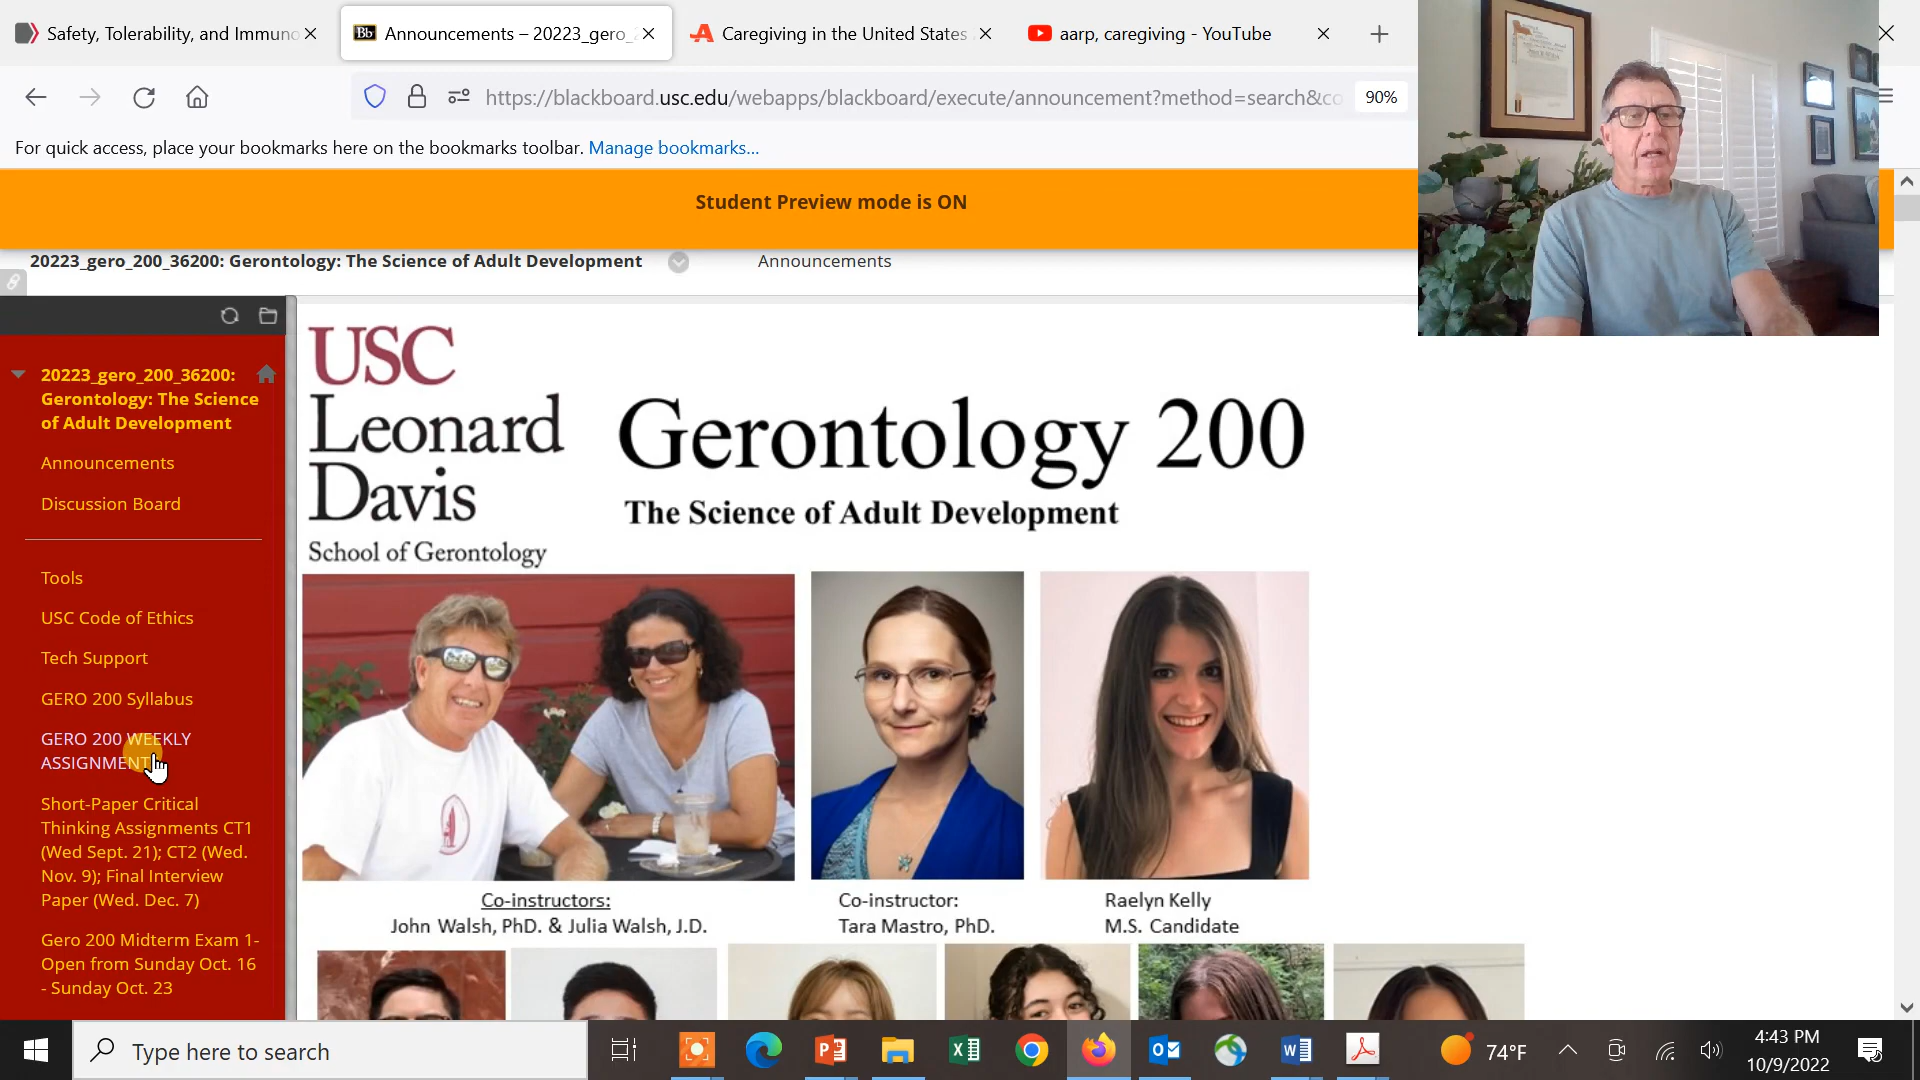 Safety, Tolerability, and Immuno
Announcements – 20223_gero_2
Caregiving in the United States
aarp, caregiving - YouTube
https://blackboard.usc.edu/webapps/blackboard/execute/announcement?method=search&co
90%
For quick access, place your bookmarks here on the bookmarks toolbar. Manage bookmarks...
Student Preview mode is ON
20223_gero_200_36200: Gerontology: The Science of Adult Development
Announcements
20223_gero_200_36200:
Gerontology: The Science
of Adult Development
Announcements
Discussion Board
Tools
USC Code of Ethics
Tech Support
GERO 200 Syllabus
GERO 200 WEEKLY
ASSIGNMENT
Short-Paper Critical
Thinking Assignments CT1
(Wed Sept. 21); CT2 (Wed.
Nov. 9); Final Interview
Paper (Wed. Dec. 7)
Gero 200 Midterm Exam 1-
Open from Sunday Oct. 16
- Sunday Oct. 23
USC
Leonard
Davis
School of Gerontology
Gerontology 200
The Science of Adult Development
Co-instructors:
John Walsh, PhD. & Julia Walsh, J.D.
Co-instructor:
Tara Mastro, PhD.
Raelyn Kelly
M.S. Candidate
Type here to search
74°F
4:43 PM
10/9/2022